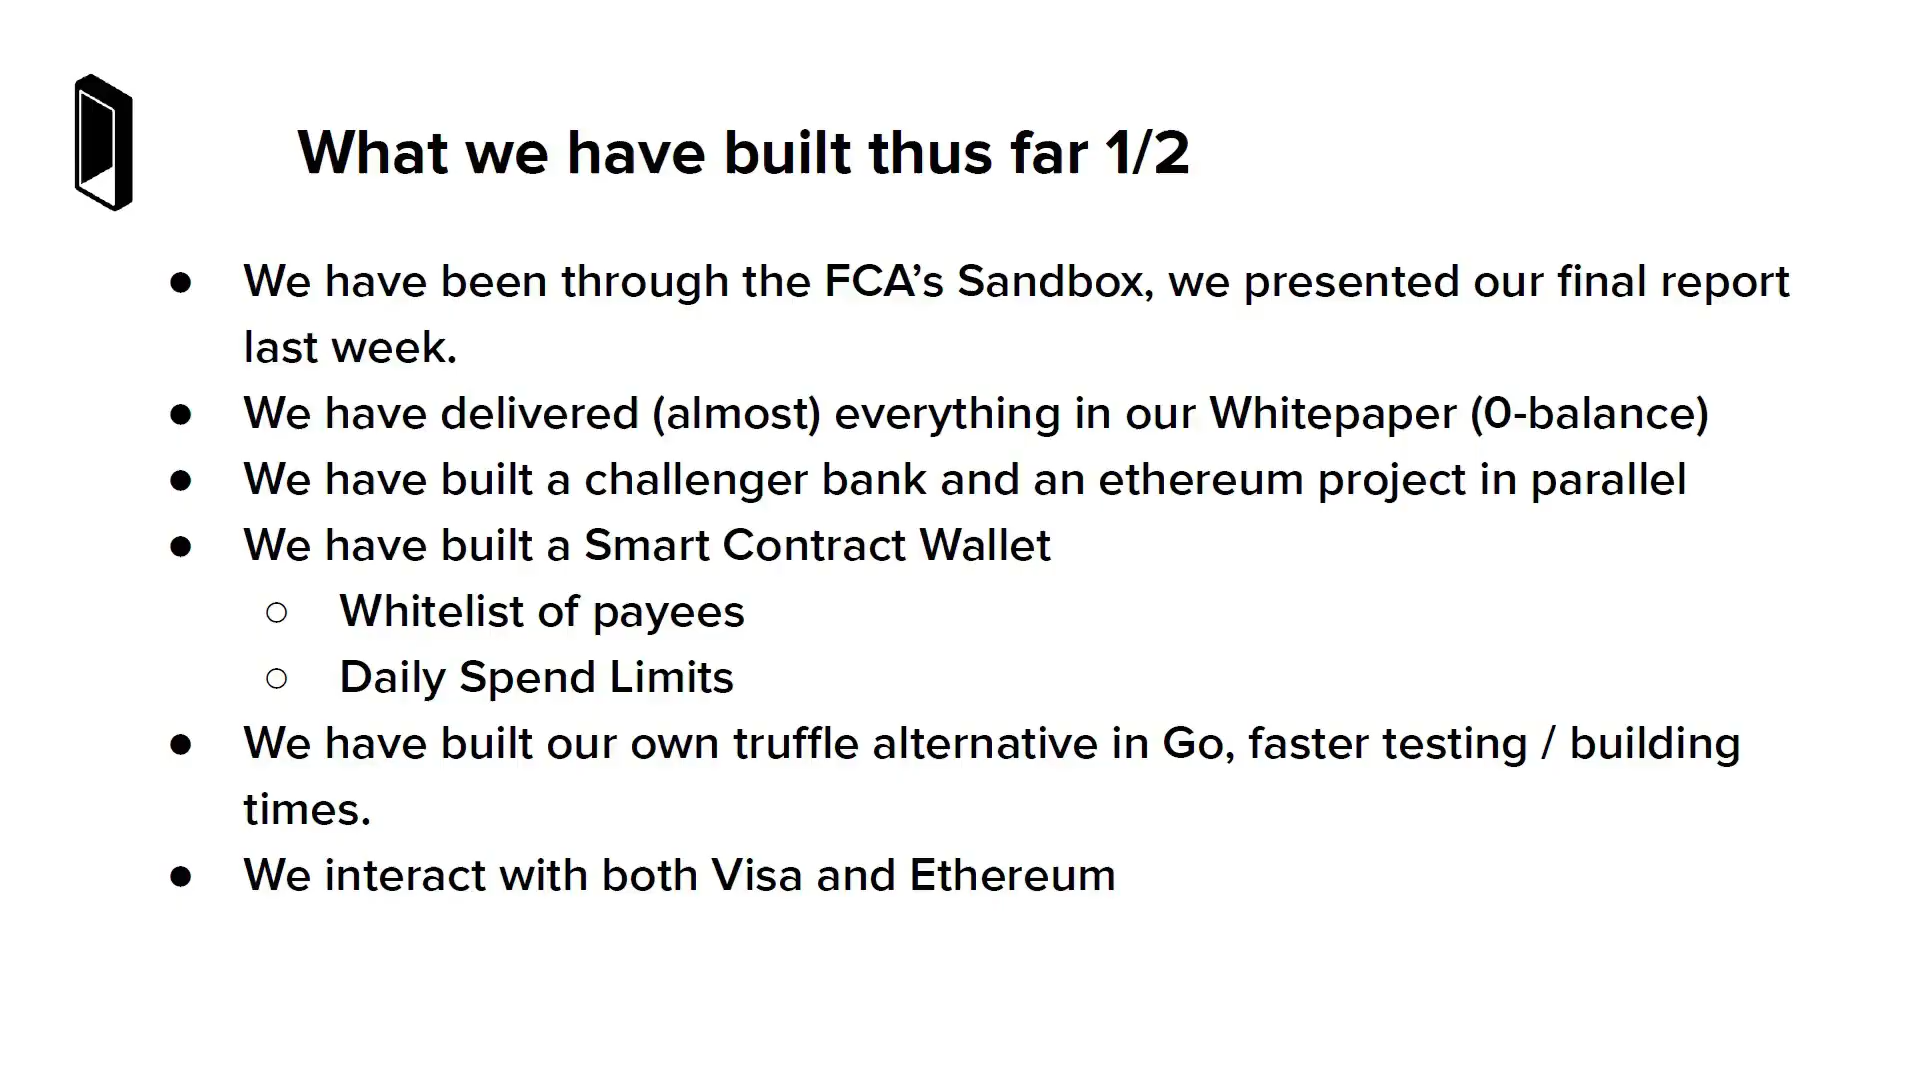 What we have built thus far 1/2
● We have been through the FCA’s Sandbox, we presented our final report
last week.
● We have delivered (almost) everything in our Whitepaper (0-balance)
● We have built a challenger bank and an ethereum project in parallel
● We have built a Smart Contract Wallet
○ Whitelist of payees
○ Daily Spend Limits
● We have built our own truffle alternative in Go, faster testing / building
times.
● We interact with both Visa and Ethereum